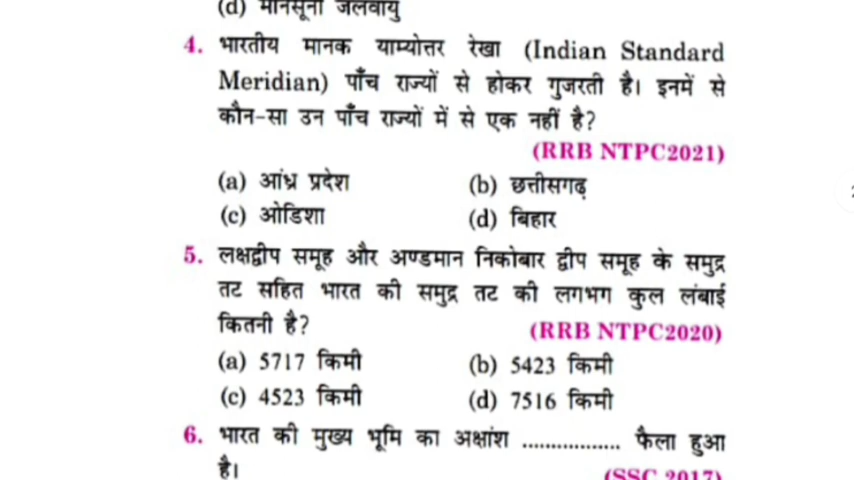 (d) मानसूनी जलवायु
4. भारतीय मानक याम्योत्तर रेखा (Indian Standard
Meridian) पाँच राज्यों से होकर गुजरती है। इनमें से
कौन-सा उन पाँच राज्यों में से एक नहीं है?
(RRB NTPC2021)
(a) आंध्र प्रदेश (b) छत्तीसगढ़
(c) ओडिशा (d) बिहार
5. लक्षद्वीप समूह और अण्डमान निकोबार द्वीप समूह के समुद्र
तट सहित भारत की समुद्र तट की लगभग कुल लंबाई
कितनी है? (RRB NTPC2020)
(a) 5717 किमी (b) 5423 किमी
(c) 4523 किमी (d) 7516 किमी
6. भारत की मुख्य भूमि का अक्षांश ................. फैला हुआ
है। (SSC 2017)